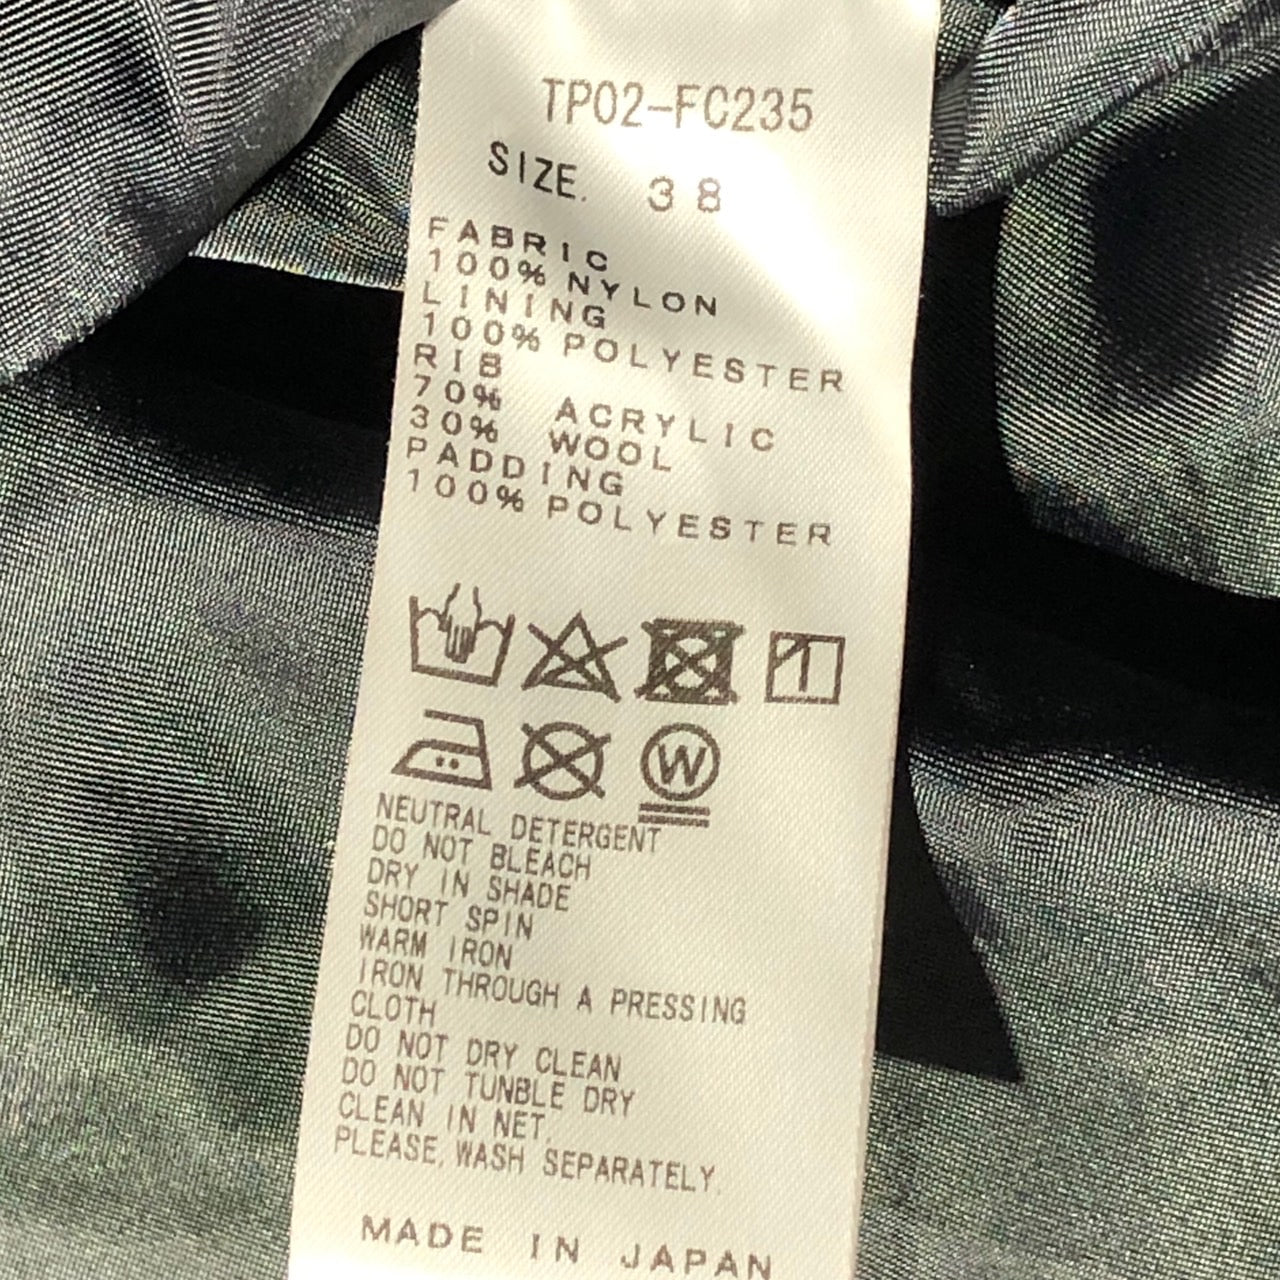 TP02-FC235
SIZE. 38
FABRIC
100% NYLON
LINING
100% POLYESTER
RIB
70% ACRYLIC
30% WOOL
PADDING
100% POLYESTER
W
NEUTRAL DETERGENT
DO NOT BLEACH
DRY IN SHADE
SHORT SPIN
WARM IRON
IRON THROUGH A PRESSING
CLOTH
DO NOT DRY CLEAN
DO NOT TUNBLE DRY
CLEAN IN NET.
PLEASE, WASH SEPARATELY.
MADE IN JAPAN